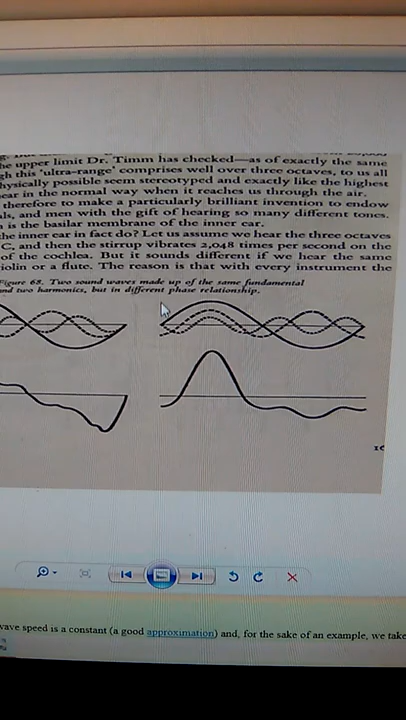 he upper limit Dr. Timm has checked—as of exactly the same
gh this 'ultra-range' comprises well over three octaves, to us all
hysically possible seem stereotyped and exactly like the highest
ear in the normal way when it reaches us through the air.
therefore to make a particularly brilliant invention to endow
ls, and men with the gift of hearing so many different tones.
n is the basilar membrane of the inner ear.
the inner ear in fact do? Let us assume we hear the three octaves
C, and then the stirrup vibrates 2,048 times per second on the
of the cochlea. But it sounds different if we hear the same
iolin or a flute. The reason is that with every instrument the
Figure 68. Two sound waves made up of the same fundamental
nd two harmonics, but in different phase relationship.
wave speed is a constant (a good approximation) and, for the sake of an example, we take